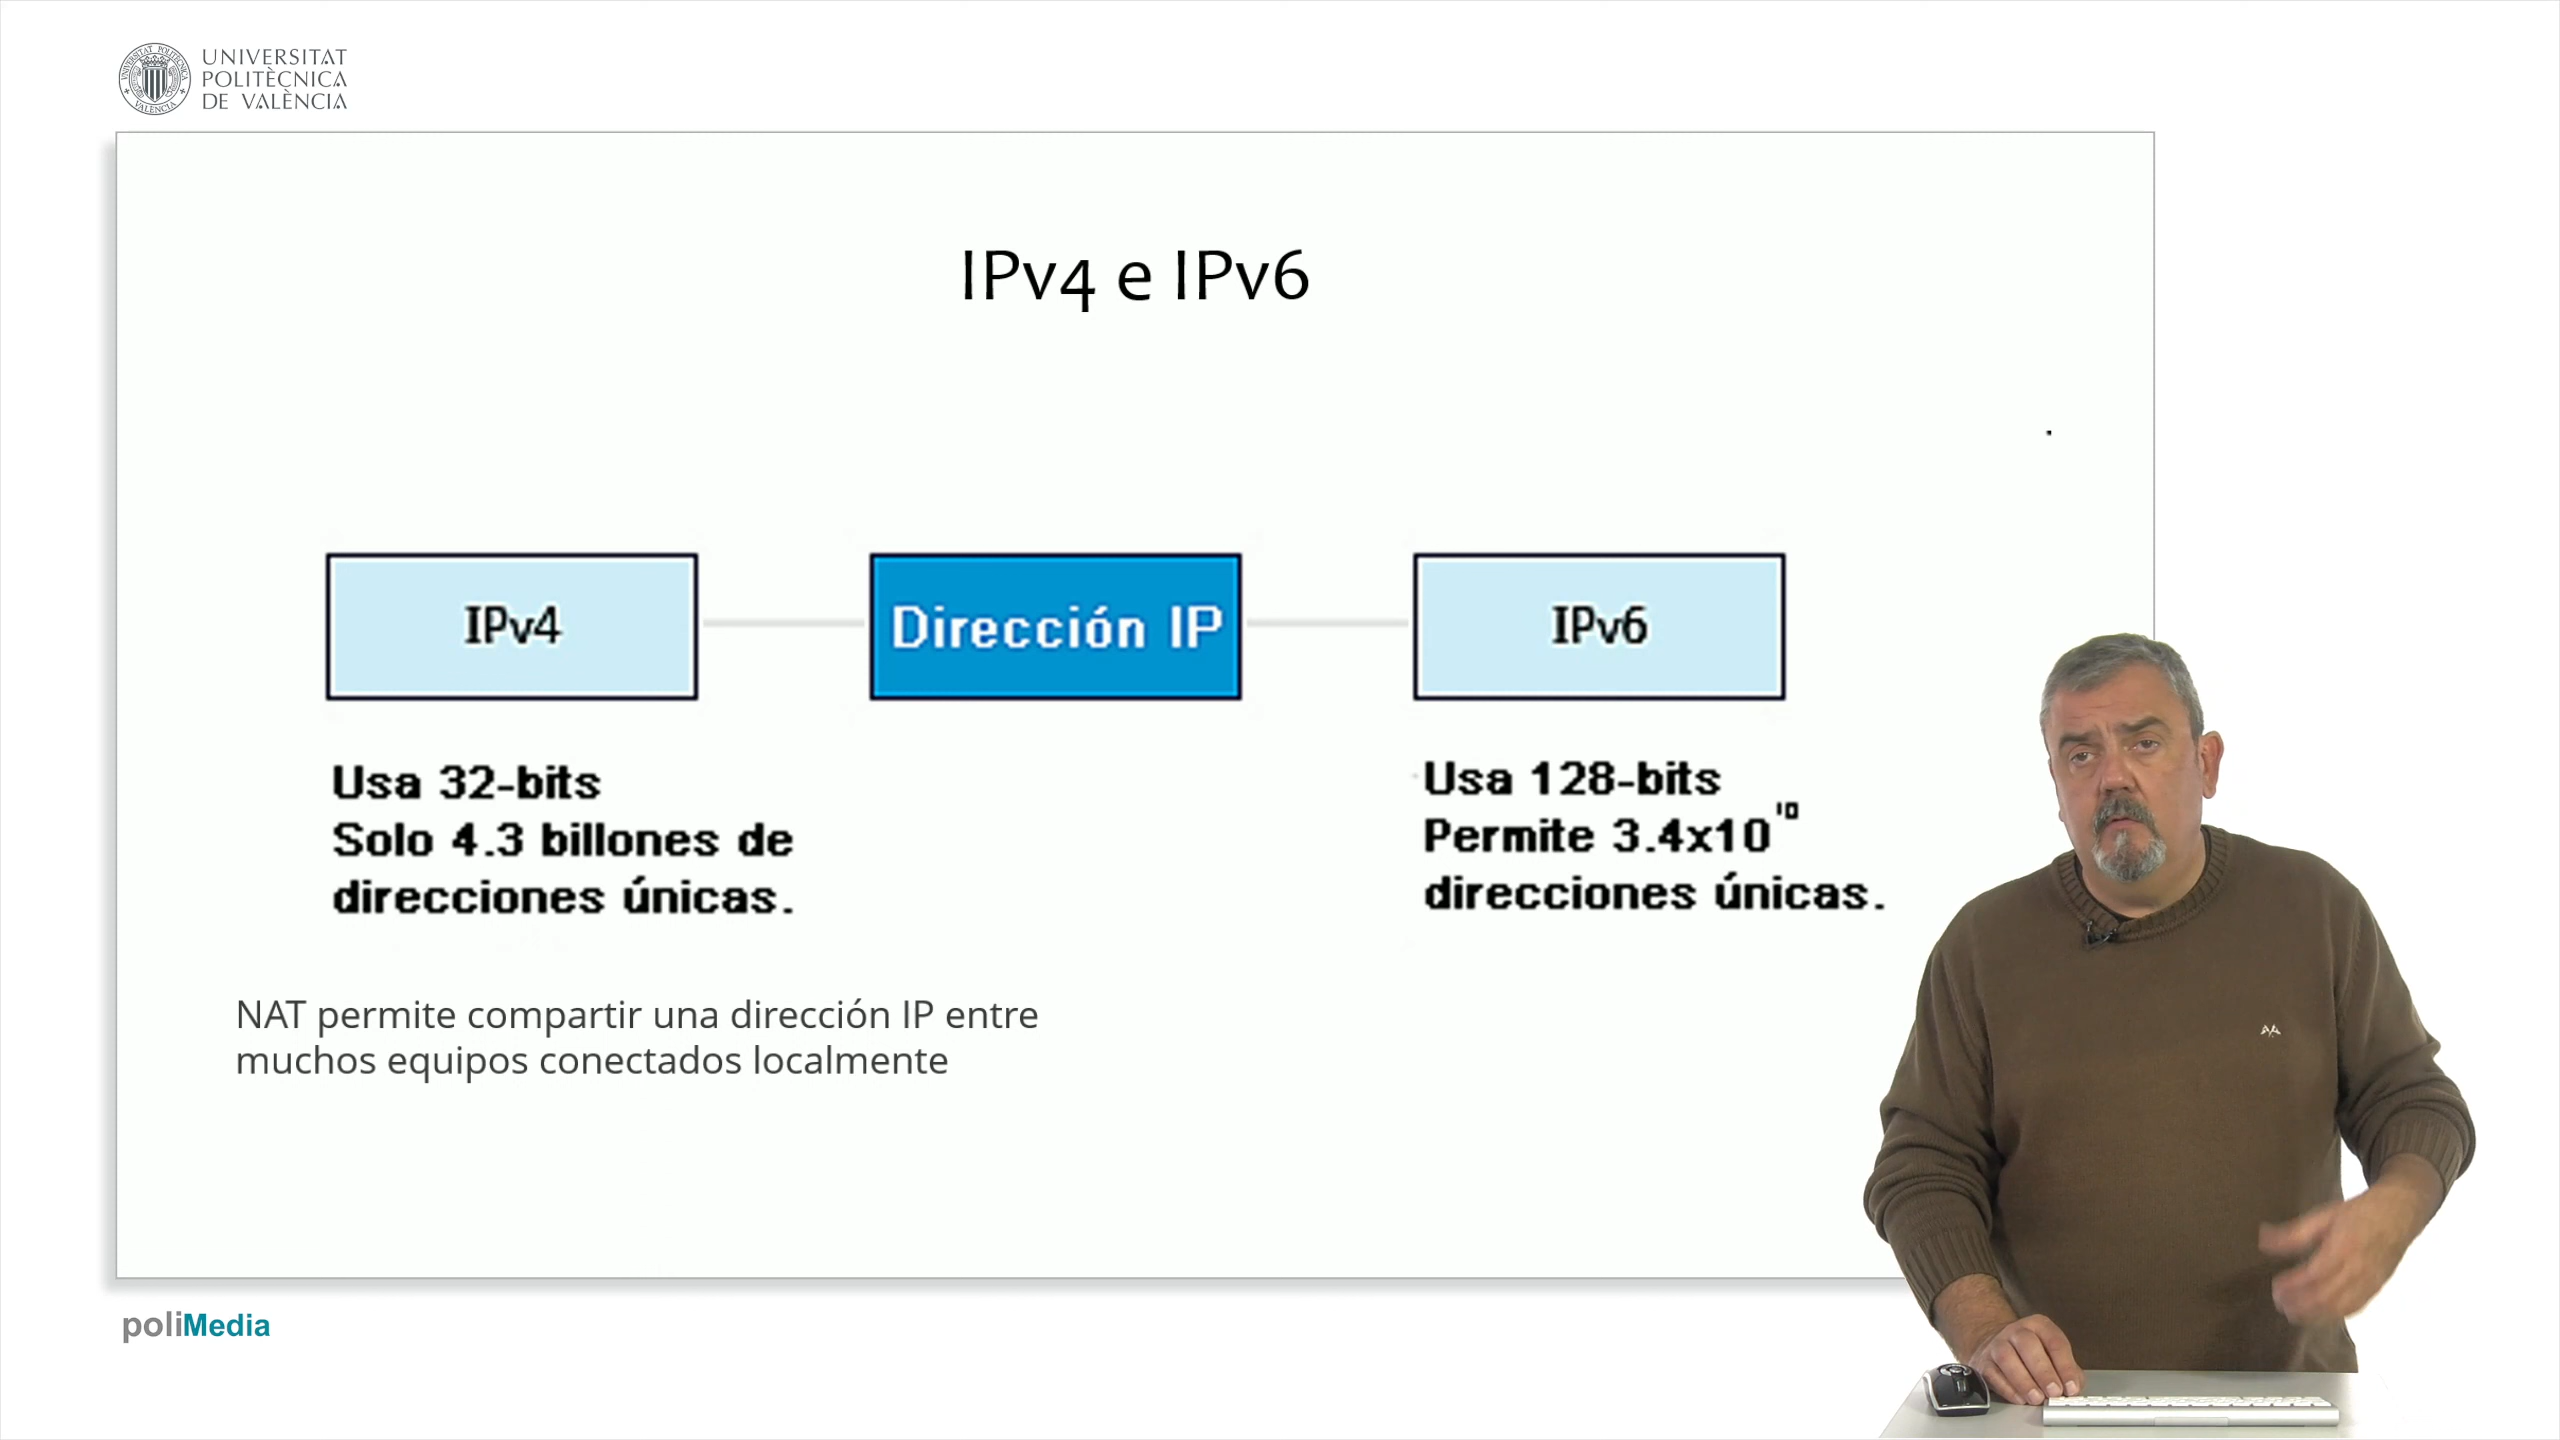 UNIVERSITAT
POLITÈCNICA
DE VALÈNCIA
IPv4 e IPv6
IPv4
Dirección IP
IPv6
Usa 32-bits
Solo 4.3 billones de
direcciones únicas.
Usa 128-bits
Permite 3.4x10
direcciones únicas.
NAT permite compartir una dirección IP entre
muchos equipos conectados localmente
poliMedia